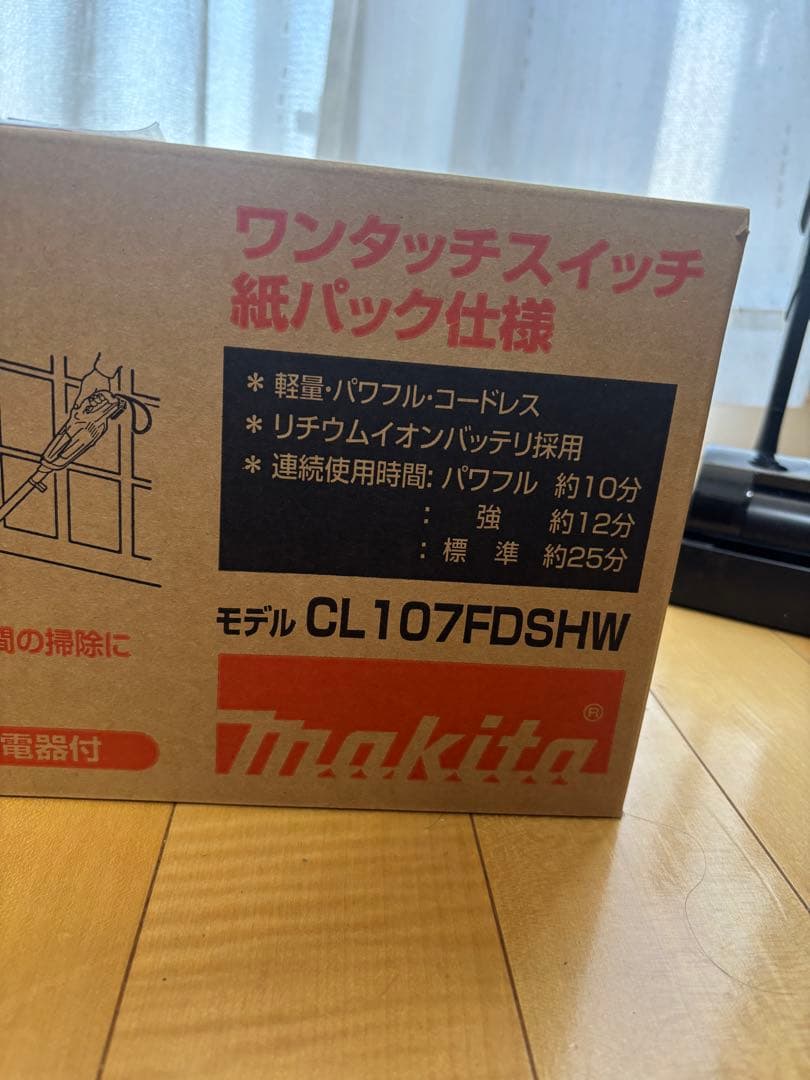 ワンタッチスイッチ
紙パック仕様
* 軽量・パワフル・コードレス
* リチウムイオンバッテリ採用
* 連続使用時間: パワフル 約10分
: 強 約12分
: 標準 約25分
モデル CL107FDSHW
間の掃除に
電器付
makita®